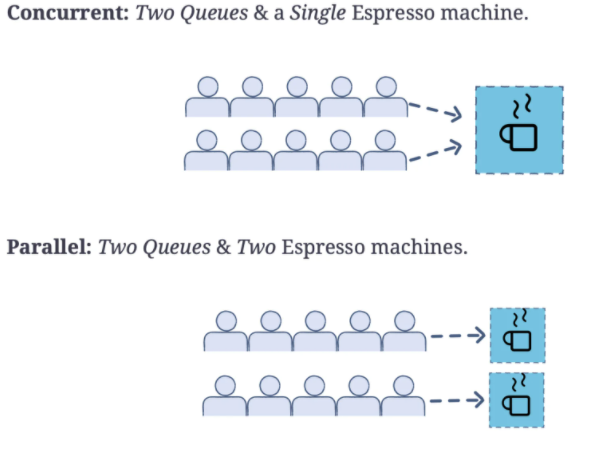 Concurrent: Two Queues & a Single Espresso machine.
Parallel: Two Queues & Two Espresso machines.